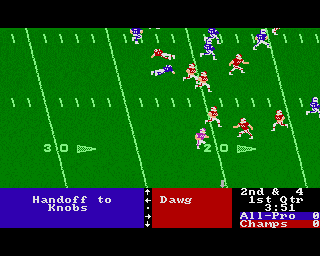 30 20
Handoff to
Knobs
Dawg
2nd & 4
1st Qtr
3:51
All-Pro 0
Champs 0